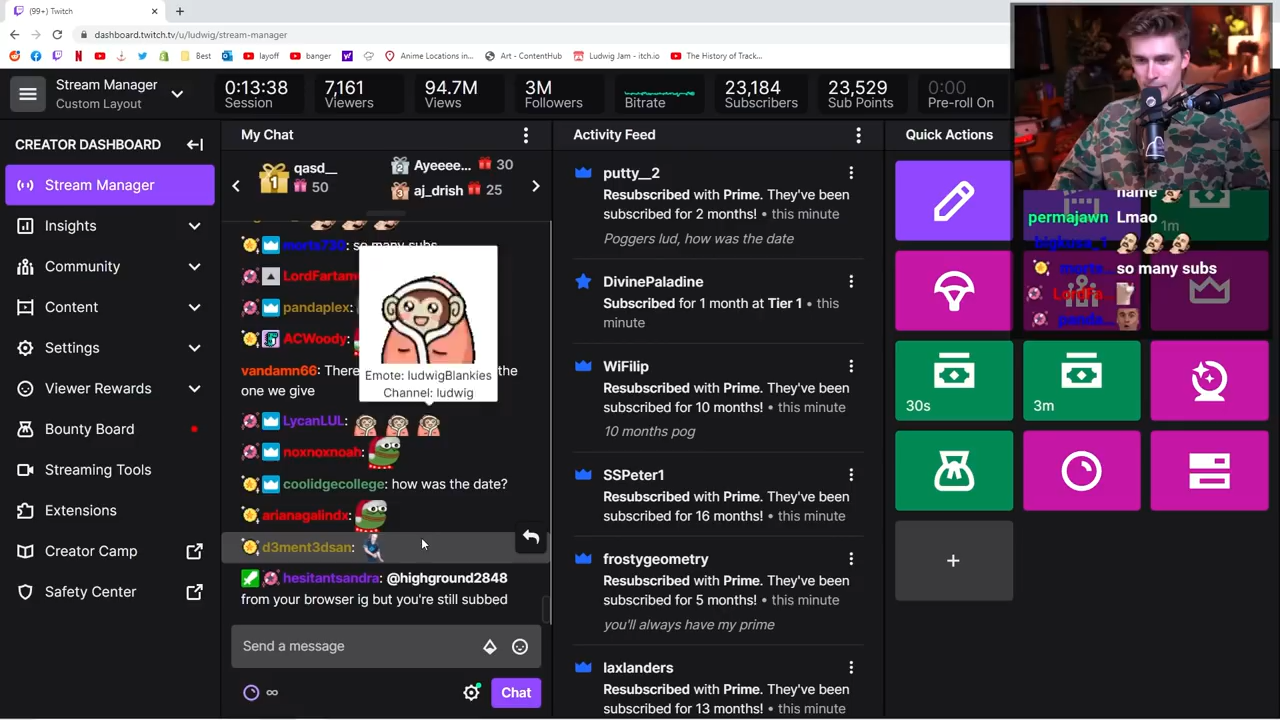 (99+) Twitch
dashboard.twitch.tv/u/ludwig/stream-manager
Best
layoff
banger
Anime Locations in...
Art - ContentHub
Ludwig Jam - itch.io
The History of Track...
Stream Manager
Custom Layout
0:13:38
Session
7,161
Viewers
94.7M
Views
3M
Followers
Bitrate
23,184
Subscribers
23,529
Sub Points
0:00
Pre-roll On
CREATOR DASHBOARD
Stream Manager
Insights
Community
Content
Settings
Viewer Rewards
Bounty Board
Streaming Tools
Extensions
Creator Camp
Safety Center
My Chat
1
qasd__
50
2
Ayeeee...
30
3
aj_drish
25
morts730: so many subs
LordFartam
pandaplex:
ACWoody:
vandamn66: There
the
one we give
Emote: ludwigBlankies
Channel: ludwig
LycanLUL:
noxnoxnoah:
coolidgecollege: how was the date?
arianagalindx:
d3ment3dsan:
hesitantsandra: @highground2848
from your browser ig but you're still subbed
Send a message
Chat
Activity Feed
putty__2
Resubscribed with Prime. They've been
subscribed for 2 months! • this minute
Poggers lud, how was the date
DivinePaladine
Subscribed for 1 month at Tier 1 • this
minute
WiFilip
Resubscribed with Prime. They've been
subscribed for 10 months! • this minute
10 months pog
SSPeter1
Resubscribed with Prime. They've been
subscribed for 16 months! • this minute
frostygeometry
Resubscribed with Prime. They've been
subscribed for 5 months! • this minute
you'll always have my prime
laxlanders
Resubscribed with Prime. They've been
subscribed for 13 months! • this minute
Quick Actions
1m
30s
3m
name
permajawn Lmao
so many subs
LordFa...
panda...